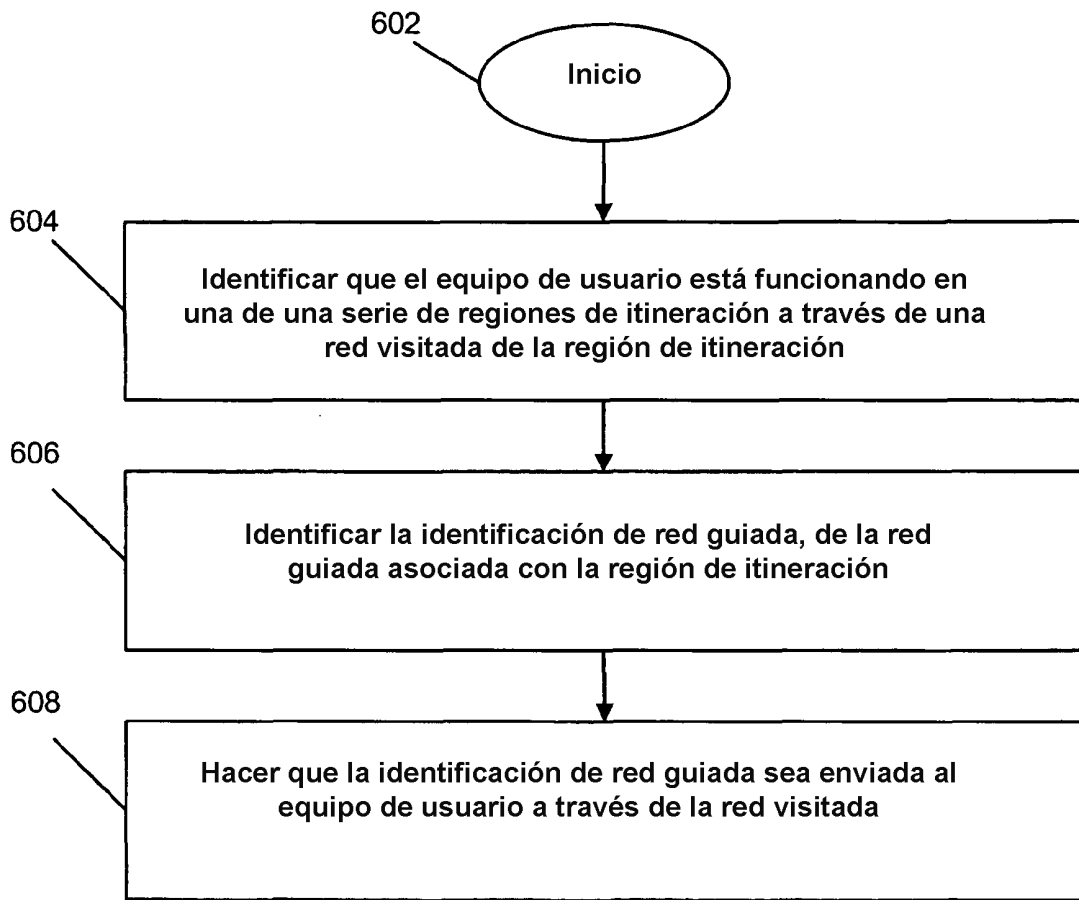 602
Inicio
604
Identificar que el equipo de usuario está funcionando en
una de una serie de regiones de itineración a través de una
red visitada de la región de itineración
606
Identificar la identificación de red guiada, de la red
guiada asociada con la región de itineración
608
Hacer que la identificación de red guiada sea enviada al
equipo de usuario a través de la red visitada